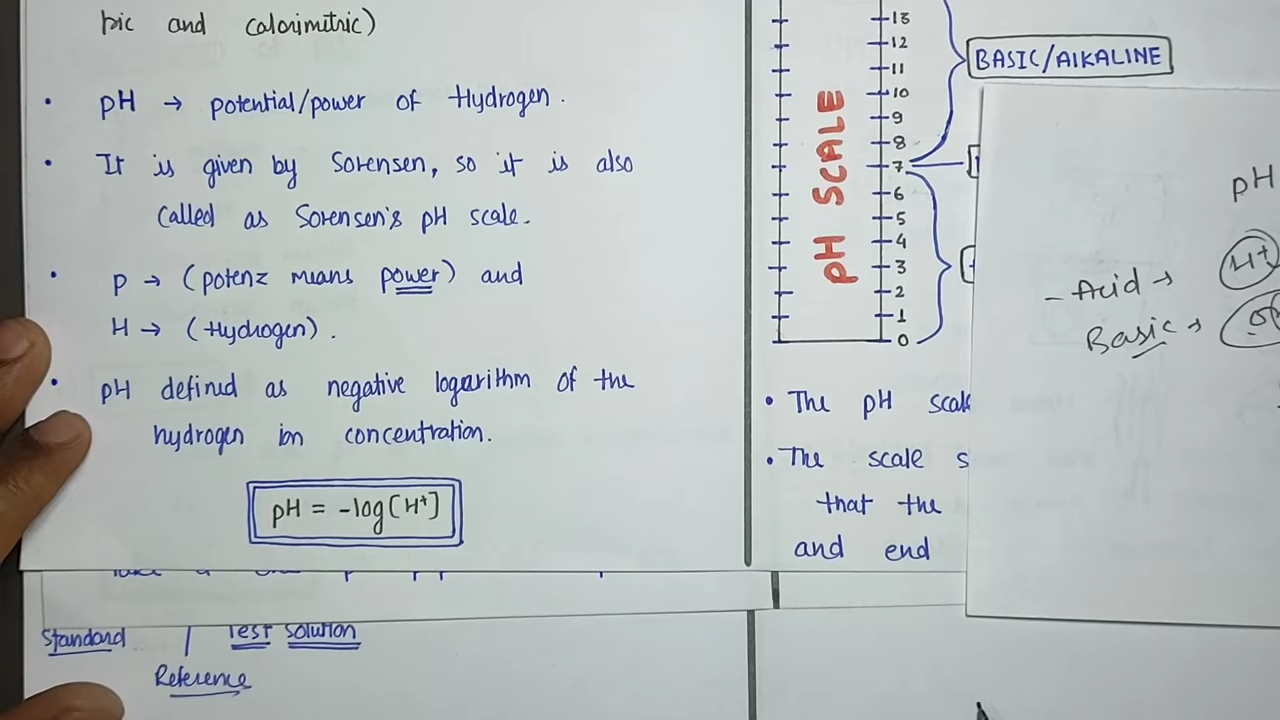 ric and calorimetric)
• pH → potential/power of Hydrogen.
• It is given by Sorensen, so it is also
called as Sorensen's pH scale.
• p → (potenz means power) and
H → (Hydrogen).
• pH defined as negative logarithm of the
hydrogen ion concentration.
pH = -log[H⁺]
Standard / Test solution
Reference
13
12
11
10
9
8
7
6
5
4
3
2
1
0
pH SCALE
BASIC/AlKALINE
• The pH scale
• The scale s
that the
and end
pH
- Acid → H+
Basic →